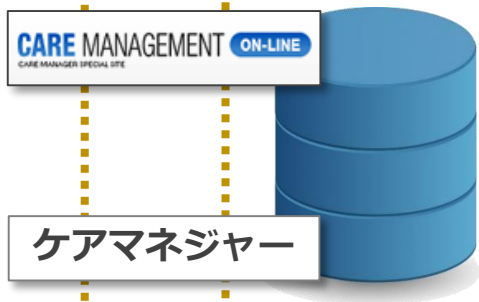 CARE MANAGEMENT ON-LINE
CARE MANAGER SPECIAL SITE
ケアマネジャー